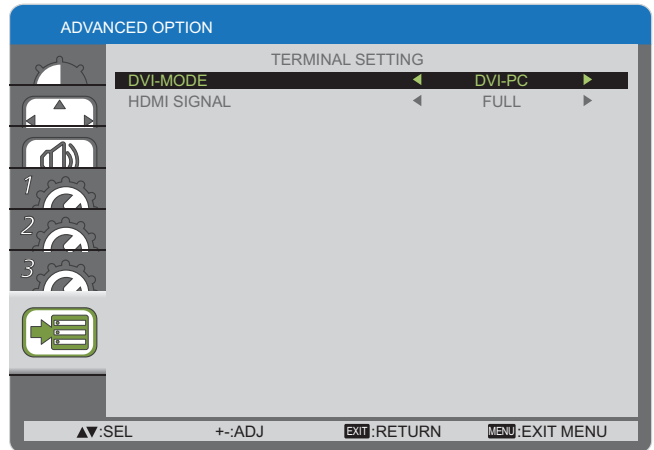 ADVANCED OPTION
TERMINAL SETTING
DVI-MODE ◀ DVI-PC ▶
HDMI SIGNAL ◀ FULL ▶
1
2
3
▲▼:SEL +-:ADJ EXIT:RETURN MENU:EXIT MENU